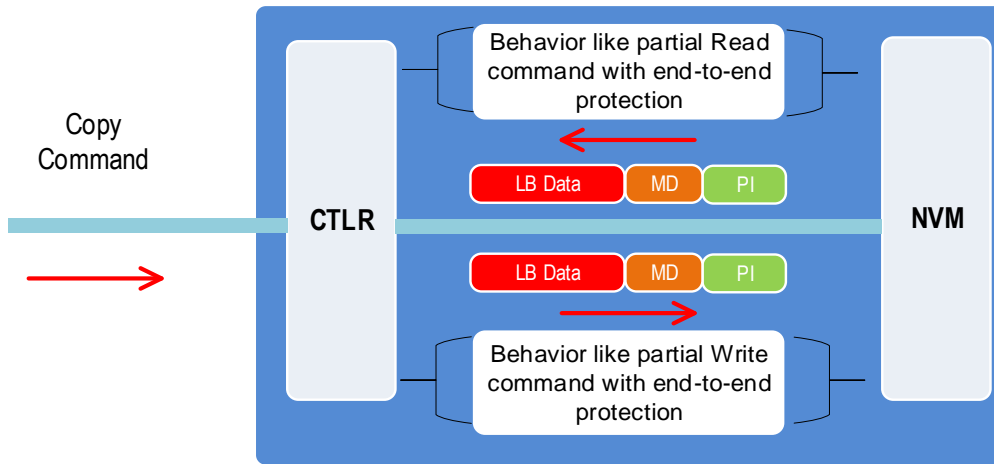 Behavior like partial Read
command with end-to-end
protection
Copy
Command
LB Data MD PI
CTLR
NVM
LB Data MD PI
Behavior like partial Write
command with end-to-end
protection